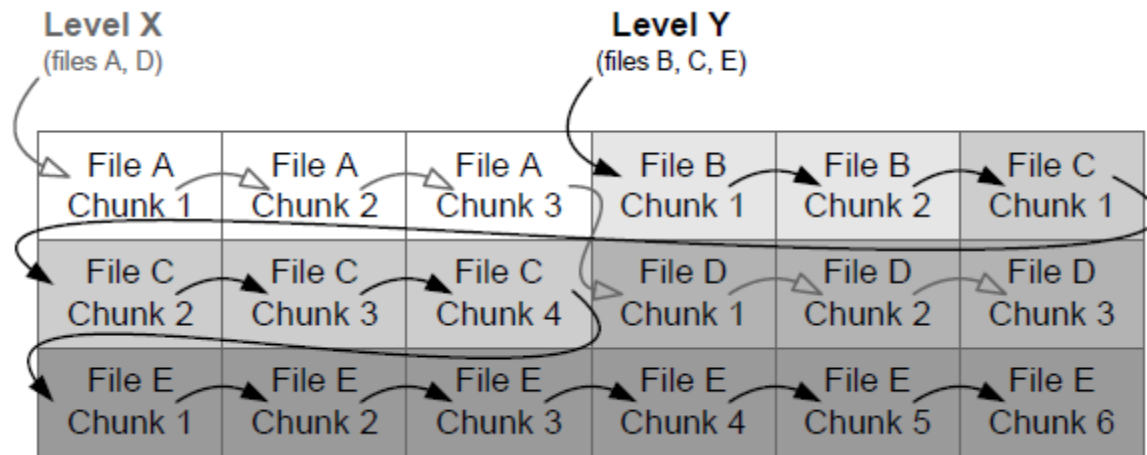 Level X
(files A, D)
Level Y
(files B, C, E)
File A
Chunk 1
File A
Chunk 2
File A
Chunk 3
File B
Chunk 1
File B
Chunk 2
File C
Chunk 1
File C
Chunk 2
File C
Chunk 3
File C
Chunk 4
File D
Chunk 1
File D
Chunk 2
File D
Chunk 3
File E
Chunk 1
File E
Chunk 2
File E
Chunk 3
File E
Chunk 4
File E
Chunk 5
File E
Chunk 6